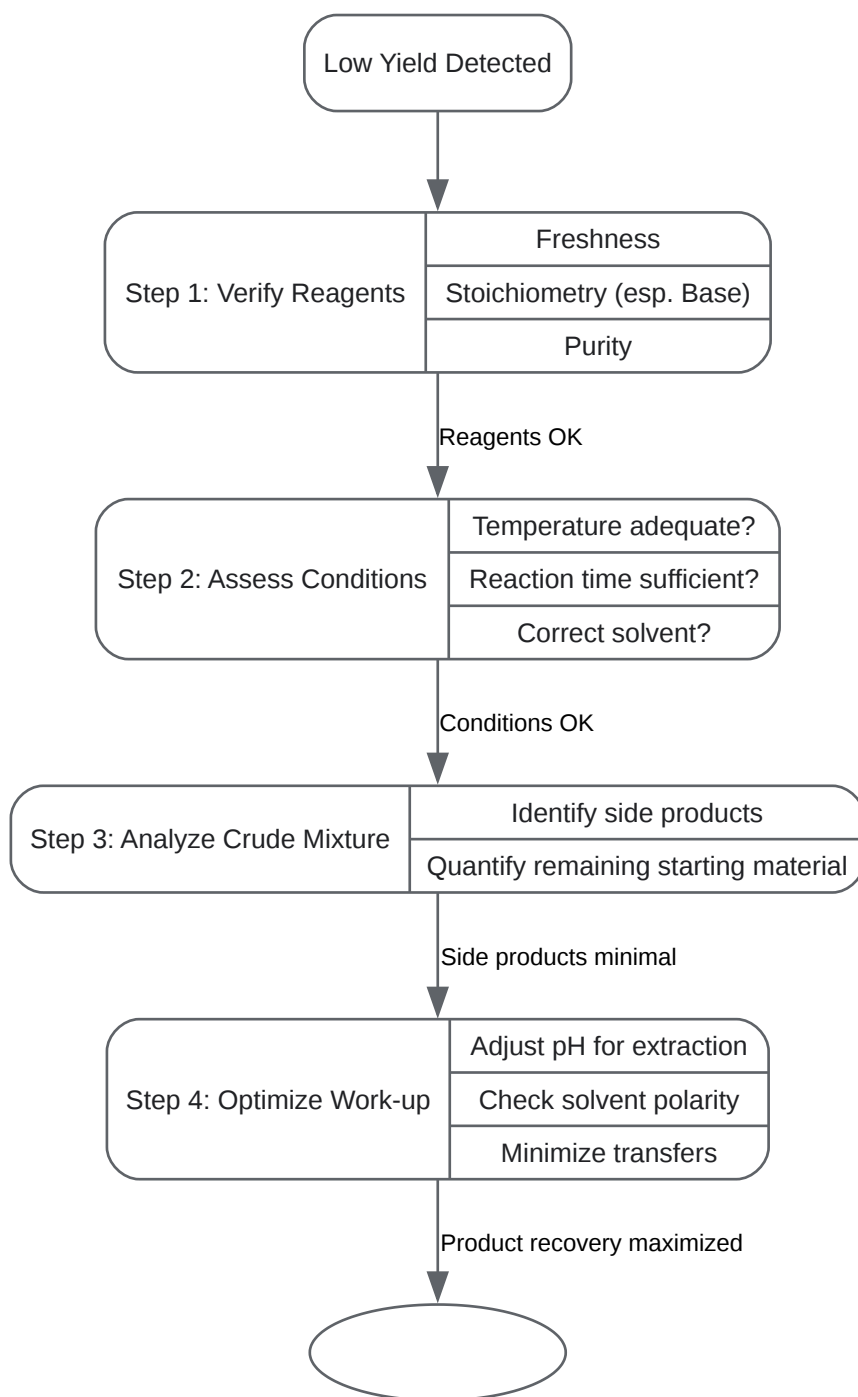 Low Yield Detected
Step 1: Verify Reagents
Freshness
Stoichiometry (esp. Base)
Purity
Reagents OK
Step 2: Assess Conditions
Temperature adequate?
Reaction time sufficient?
Correct solvent?
Conditions OK
Step 3: Analyze Crude Mixture
Identify side products
Quantify remaining starting material
Side products minimal
Step 4: Optimize Work-up
Adjust pH for extraction
Check solvent polarity
Minimize transfers
Product recovery maximized